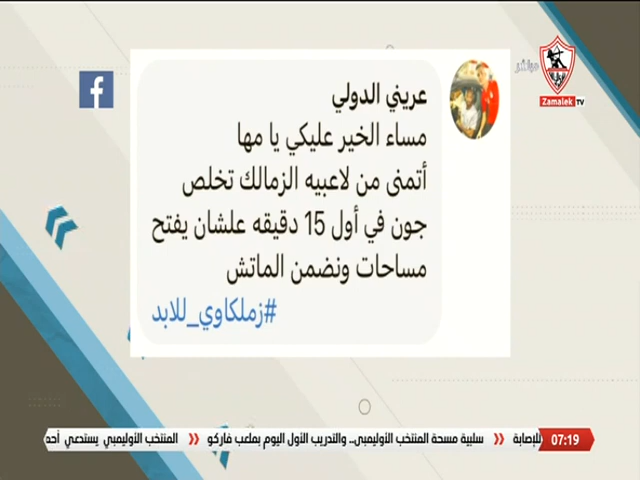 مباشر
Zamalek TV
عريني الدولي
مساء الخير عليكي يا مها
أتمنى من لاعبيه الزمالك تخلص
جون في أول 15 دقيقه علشان يفتح
مساحات ونضمن الماتش
#زملكاوي_للابد
07:19
للإصابة » سلبية مسحة المنتخب الأوليمبى.. والتدريب الأول اليوم بملعب فاركو » المنتخب الأوليمبي يستدعي أحد